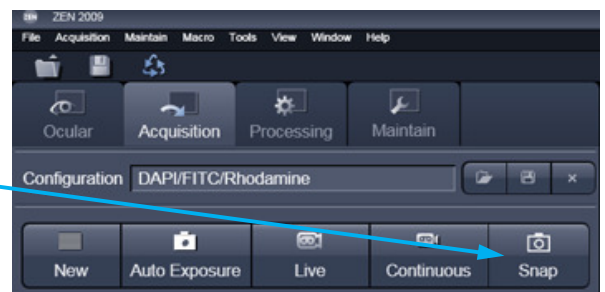 ZEN ZEN 2009
File Acquisition Maintain Macro Tools View Window Help
Ocular Acquisition Processing Maintain
Configuration DAPI/FITC/Rhodamine
New Auto Exposure Live Continuous Snap